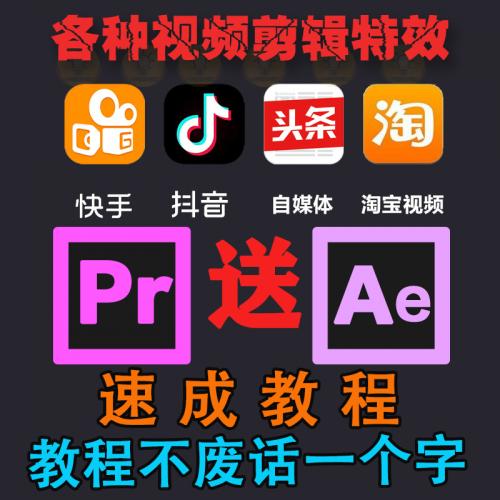 各种视频剪辑特效
头条 淘
快手 抖音 自媒体 淘宝视频
Pr 送 Ae
速成教程
教程不废话一个字